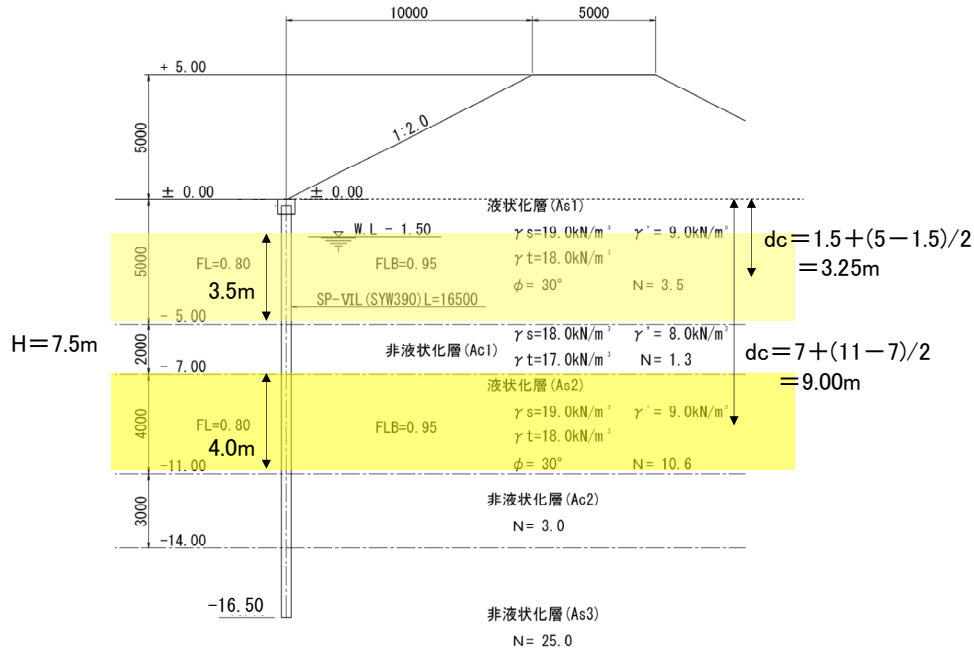 10000
5000
+ 5.00
5000
1:2.0
± 0.00
± 0.00
液状化層(As1)
W.L - 1.50
γs=19.0kN/m³ γ'= 9.0kN/m³
γt=18.0kN/m³
φ= 30° N= 3.5
5000
FL=0.80
FLB=0.95
3.5m
SP-ⅥL(SYW390)L=16500
dc=1.5+(5-1.5)/2
=3.25m
- 5.00
H=7.5m
2000
非液状化層(Ac1)
γs=18.0kN/m³ γ'= 8.0kN/m³
γt=17.0kN/m³ N= 1.3
- 7.00
dc=7+(11-7)/2
=9.00m
液状化層(As2)
γs=19.0kN/m³ γ'= 9.0kN/m³
γt=18.0kN/m³
φ= 30° N= 10.6
4000
FL=0.80
FLB=0.95
4.0m
-11.00
3000
非液状化層(Ac2)
N= 3.0
-14.00
-16.50
非液状化層(As3)
N= 25.0